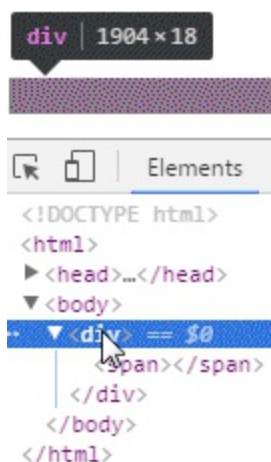 div | 1904 × 18
Elements
<!DOCTYPE html>
<html>
▶ <head>…</head>
▼ <body>
•• ▼ <div> == $0
<span></span>
</div>
</body>
</html>